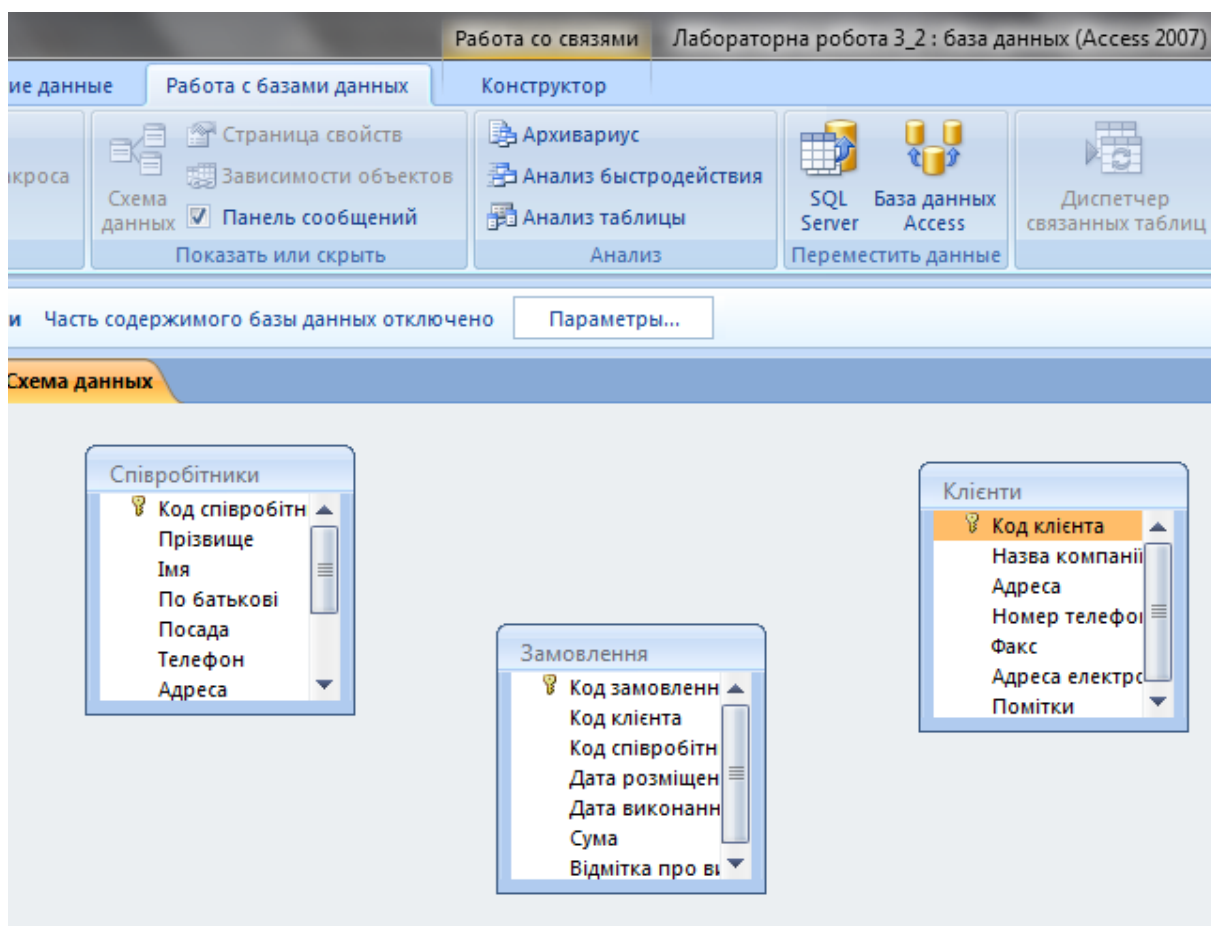 Работа со связями Лабораторна робота 3_2 : база данных (Access 2007)
ие данные Работа с базами данных Конструктор
акроса
Схема данных
Страница свойств
Зависимости объектов
Панель сообщений
Показать или скрыть
Архивариус
Анализ быстродействия
Анализ таблицы
Анализ
SQL Server
База данных Access
Переместить данные
Диспетчер связанных таблиц
и Часть содержимого базы данных отключено Параметры...
Схема данных
Співробітники
Код співробітн
Прізвище
Імя
По батькові
Посада
Телефон
Адреса
Замовлення
Код замовленн
Код клієнта
Код співробітн
Дата розміщен
Дата виконанн
Сума
Відмітка про ви
Клієнти
Код клієнта
Назва компанії
Адреса
Номер телефон
Факс
Адреса електро
Помітки